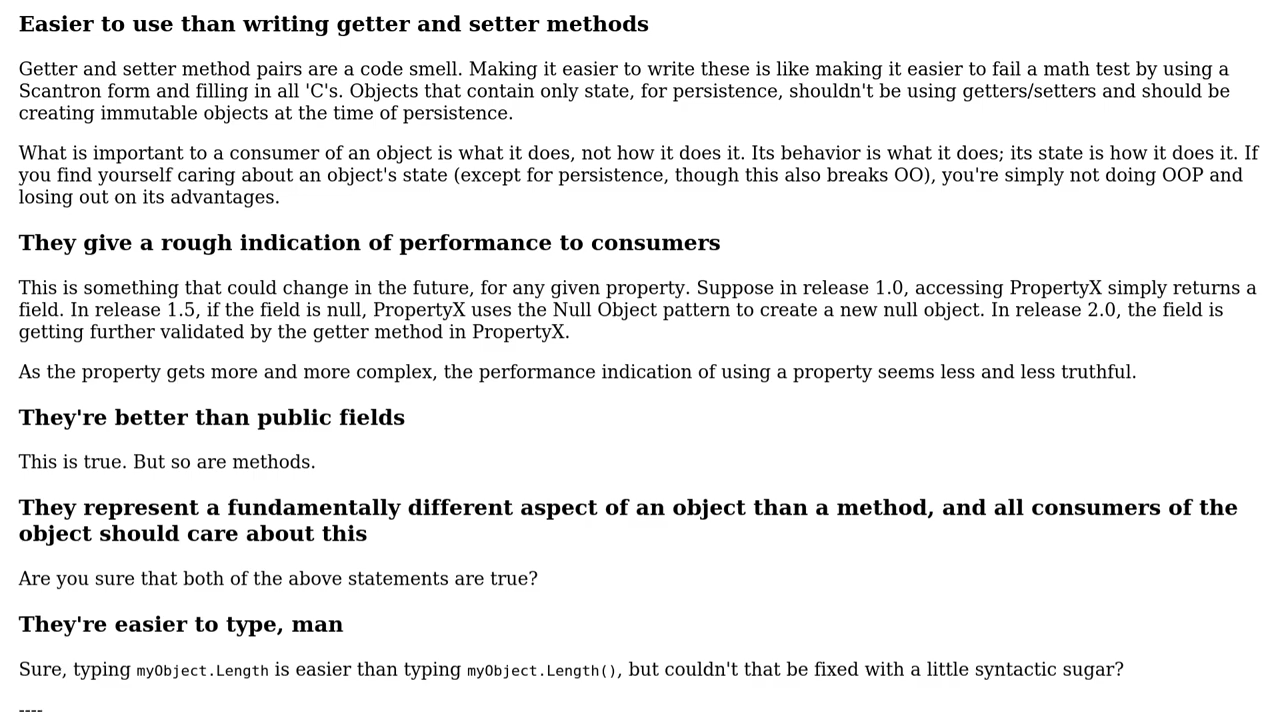 Easier to use than writing getter and setter methods
Getter and setter method pairs are a code smell. Making it easier to write these is like making it easier to fail a math test by using a
Scantron form and filling in all 'C's. Objects that contain only state, for persistence, shouldn't be using getters/setters and should be
creating immutable objects at the time of persistence.
What is important to a consumer of an object is what it does, not how it does it. Its behavior is what it does; its state is how it does it. If
you find yourself caring about an object's state (except for persistence, though this also breaks OO), you're simply not doing OOP and
losing out on its advantages.
They give a rough indication of performance to consumers
This is something that could change in the future, for any given property. Suppose in release 1.0, accessing PropertyX simply returns a
field. In release 1.5, if the field is null, PropertyX uses the Null Object pattern to create a new null object. In release 2.0, the field is
getting further validated by the getter method in PropertyX.
As the property gets more and more complex, the performance indication of using a property seems less and less truthful.
They're better than public fields
This is true. But so are methods.
They represent a fundamentally different aspect of an object than a method, and all consumers of the
object should care about this
Are you sure that both of the above statements are true?
They're easier to type, man
Sure, typing myObject.Length is easier than typing myObject.Length(), but couldn't that be fixed with a little syntactic sugar?
----